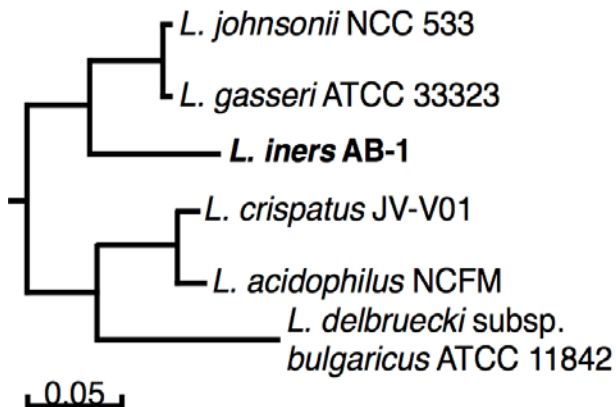 L. johnsonii NCC 533
L. gasseri ATCC 33323
L. iners AB-1
L. crispatus JV-V01
L. acidophilus NCFM
L. delbruecki subsp.
bulgaricus ATCC 11842
0.05